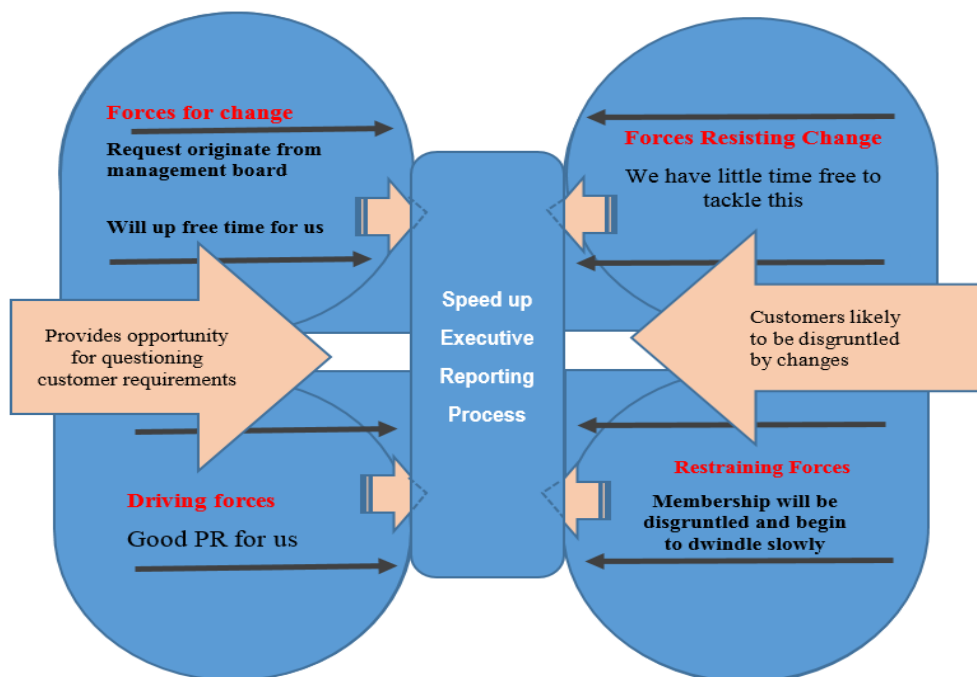 Forces for change
Request originate from
management board
Will up free time for us
Provides opportunity
for questioning
customer requirements
Driving forces
Good PR for us
Speed up
Executive
Reporting
Process
Forces Resisting Change
We have little time free to
tackle this
Customers likely
to be disgruntled
by changes
Restraining Forces
Membership will be
disgruntled and begin
to dwindle slowly